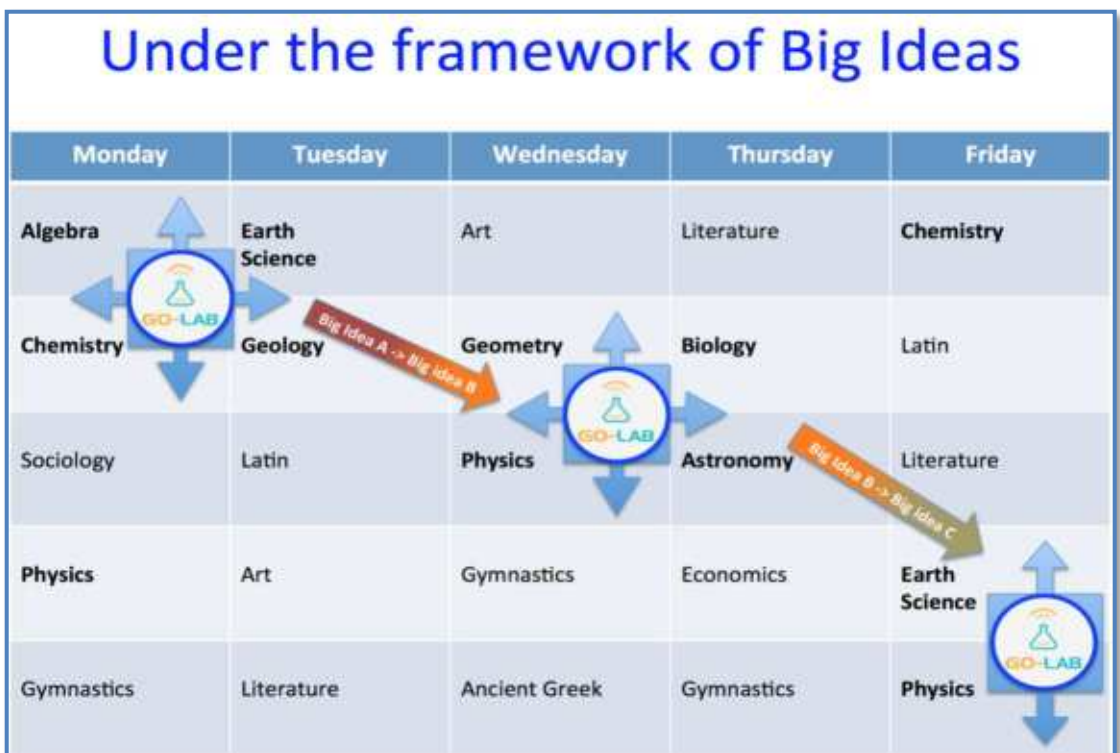 Under the framework of Big Ideas
Monday Tuesday Wednesday Thursday Friday
Algebra Earth Science Art Literature Chemistry
GO-LAB
Big Idea A -> Big idea B
Chemistry Geology Geometry Biology Latin
GO-LAB
Sociology Latin Physics Astronomy Literature
Big Idea B -> Big idea C
Physics Art Gymnastics Economics Earth Science
GO-LAB
Gymnastics Literature Ancient Greek Gymnastics Physics